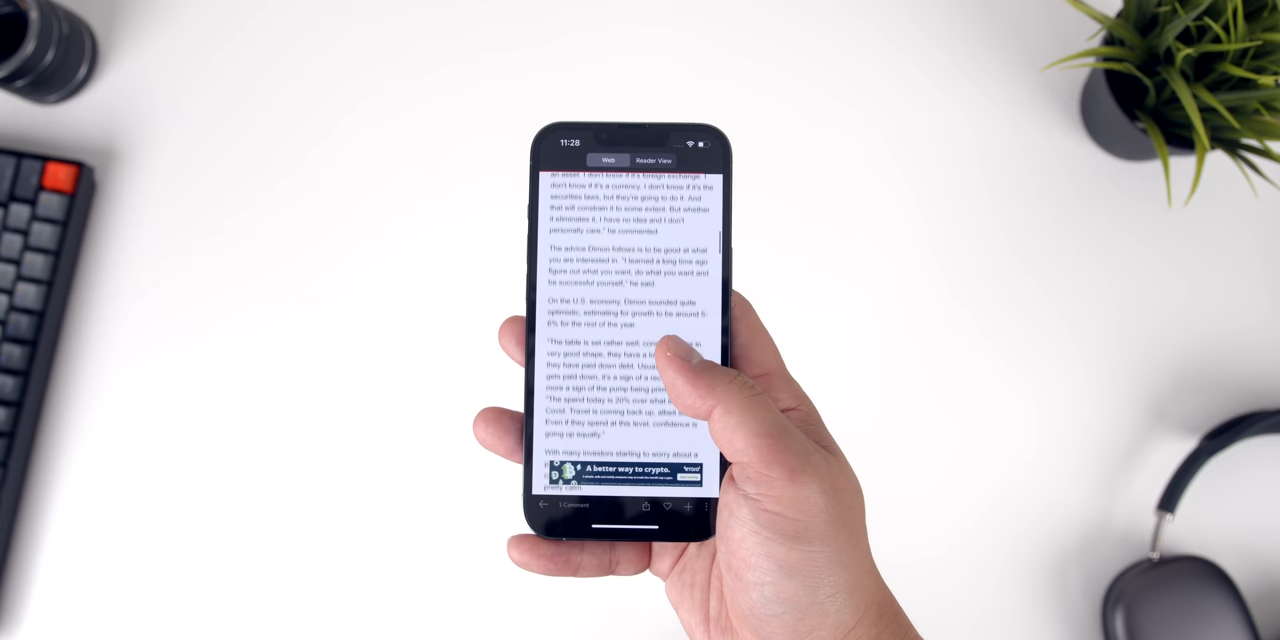 11:28
Web Reader View
an asset. I don't know if it's foreign exchange. I
don't know if it's a currency. I don't know if it's the
securities laws, but they're going to do it. And
that will constrain it to some extent. But whether
it eliminates it, I have no idea and I don't
personally care," he commented.
The advice Dimon follows is to be good at what
you are interested in. "I learned a long time ago
figure out what you want, do what you want and
be successful yourself," he said.
On the U.S. economy, Dimon sounded quite
optimistic, estimating for growth to be around 5-
6% for the rest of the year.
"The table is set rather well; in
very good shape, they have a
they have paid down debt.
gets paid down, it's a sign of a
more a sign of the pump being
"The spend today is 20% over what
Covid. Travel is coming back up, albeit
Even if they spend at this level, confidence is
going up equally."
With many investors starting to worry about a
A better way to crypto. eToro
pretty calm.
1 Comment